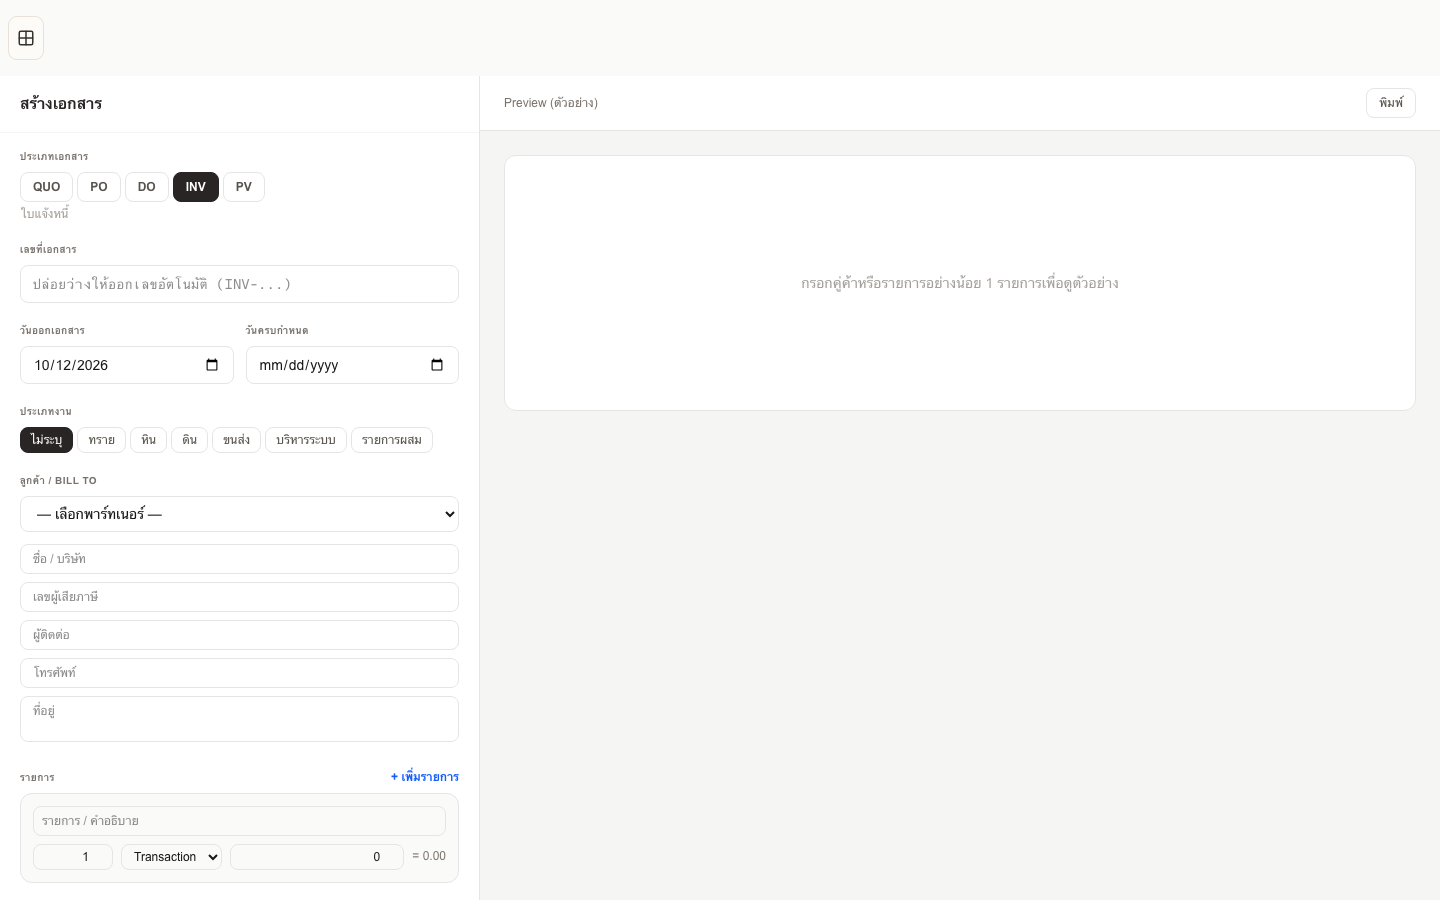 สร้างเอกสาร
Preview (ตัวอย่าง)
พิมพ์
ประเภทเอกสาร
QUO PO DO INV PV
ใบแจ้งหนี้
เลขที่เอกสาร
ปล่อยว่างให้ออกเลขอัตโนมัติ (INV-...)
วันออกเอกสาร วันครบกำหนด
10/12/2026 mm/dd/yyyy
ประเภทงาน
ไม่ระบุ ทราย หิน ดิน ขนส่ง บริหารระบบ รายการผสม
ลูกค้า / BILL TO
— เลือกพาร์ทเนอร์ —
ชื่อ / บริษัท
เลขผู้เสียภาษี
ผู้ติดต่อ
โทรศัพท์
ที่อยู่
รายการ + เพิ่มรายการ
รายการ / คำอธิบาย
1 Transaction 0 = 0.00
กรอกคู่ค้าหรือรายการอย่างน้อย 1 รายการเพื่อดูตัวอย่าง